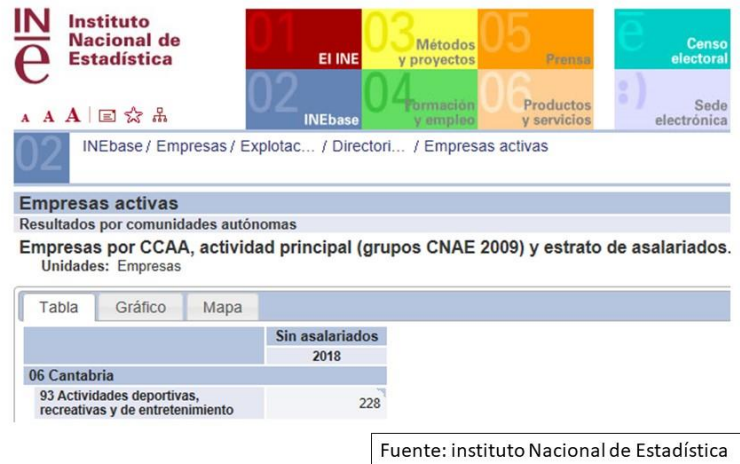 Instituto
Nacional de
Estadística
01
El INE
03
Métodos
y proyectos
05
Prensa
Censo
electoral
A A A
02
INEbase
04
Formación
y empleo
06
Productos
y servicios
:)
Sede
electrónica
02
INEbase / Empresas / Explotac... / Directori... / Empresas activas
Empresas activas
Resultados por comunidades autónomas
Empresas por CCAA, actividad principal (grupos CNAE 2009) y estrato de asalariados.
Unidades: Empresas
Tabla Gráfico Mapa
Sin asalariados
2018
06 Cantabria
93 Actividades deportivas,
recreativas y de entretenimiento 228
Fuente: instituto Nacional de Estadística